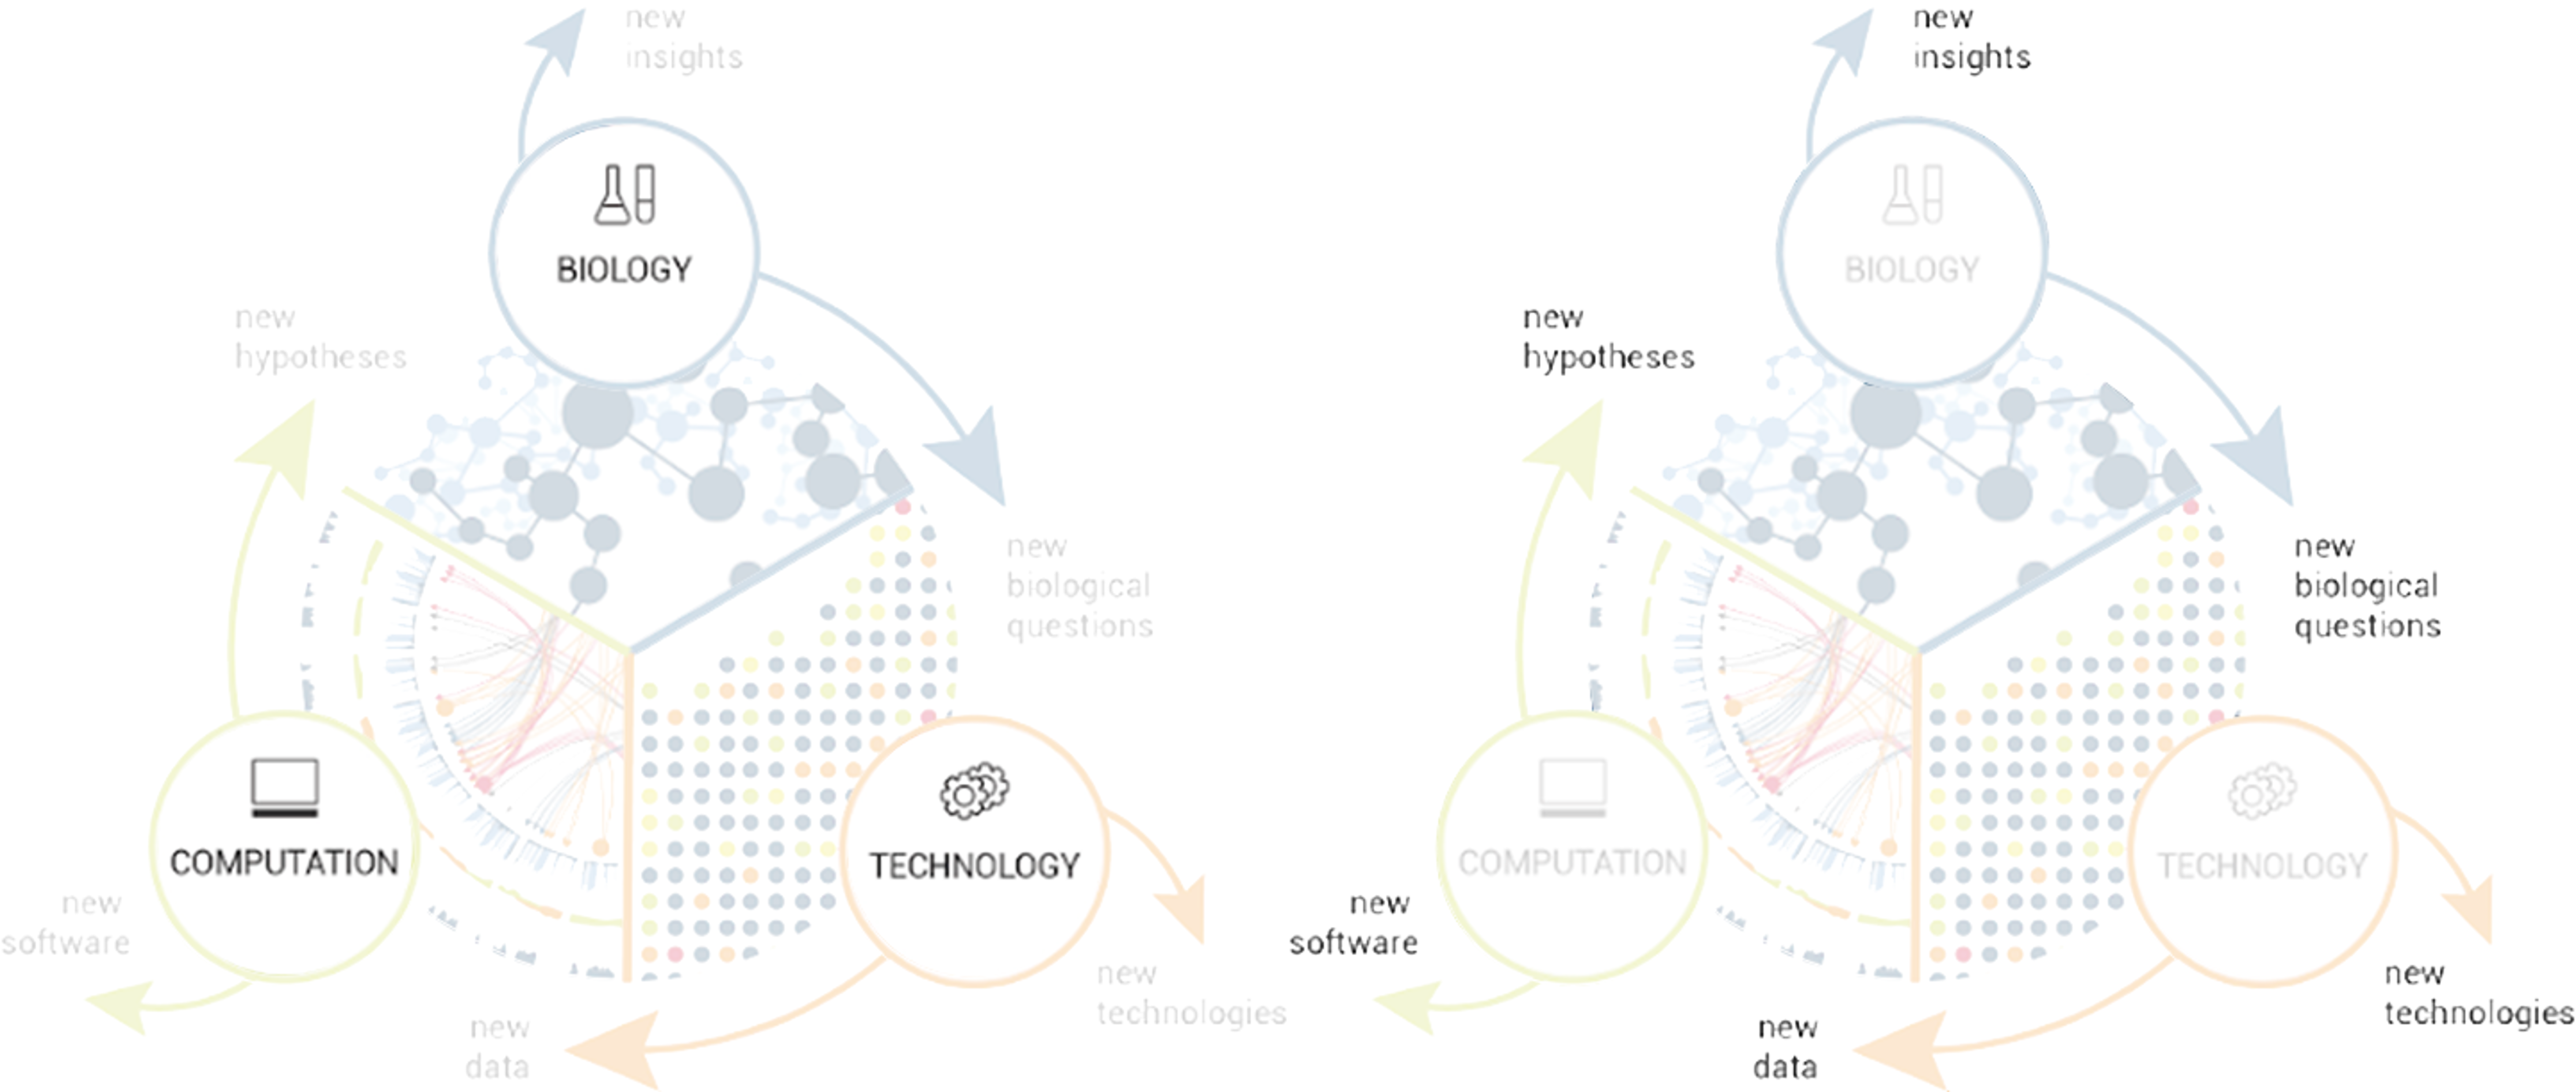 new
insights
BIOLOGY
new
hypotheses
new
biological
questions
COMPUTATION
TECHNOLOGY
new
software
new
technologies
new
data
new
insights
BIOLOGY
new
hypotheses
new
biological
questions
COMPUTATION
TECHNOLOGY
new
software
new
technologies
new
data